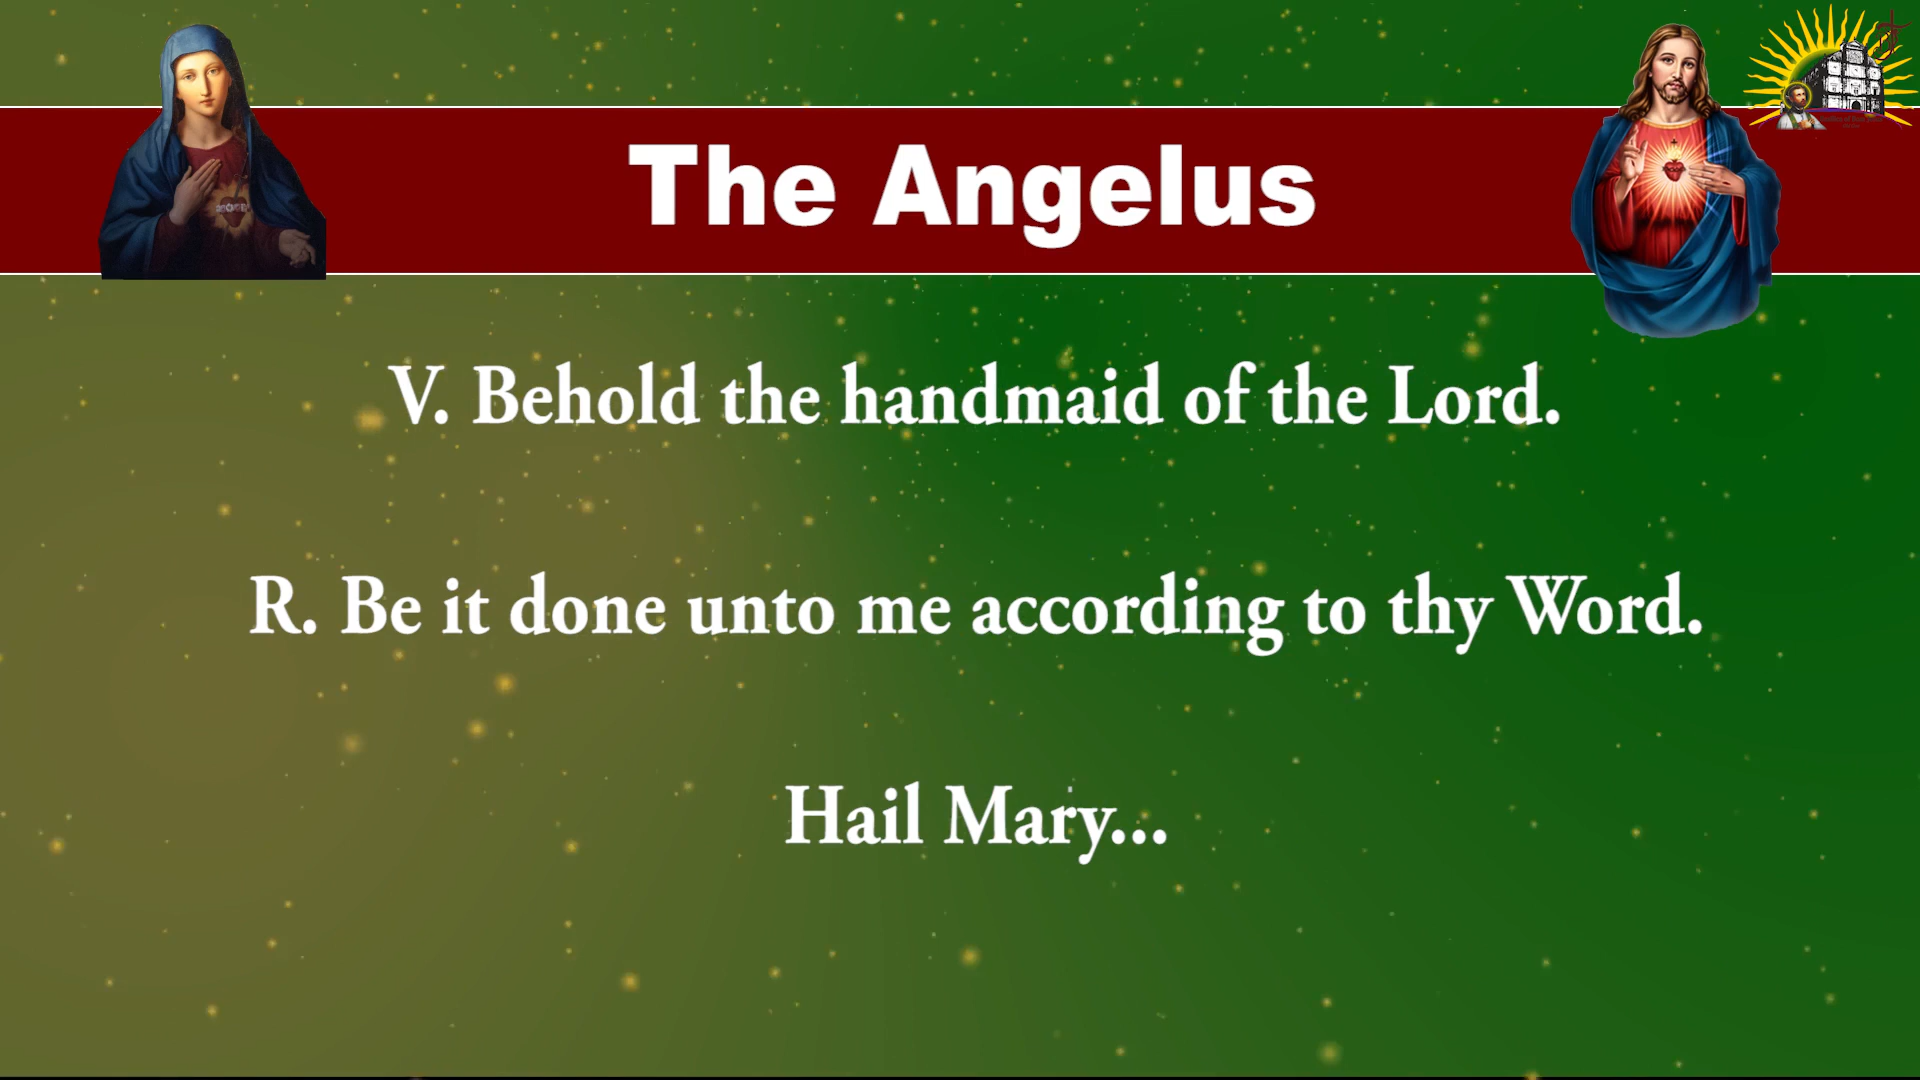 The Angelus
V. Behold the handmaid of the Lord.
R. Be it done unto me according to thy Word.
Hail Mary...